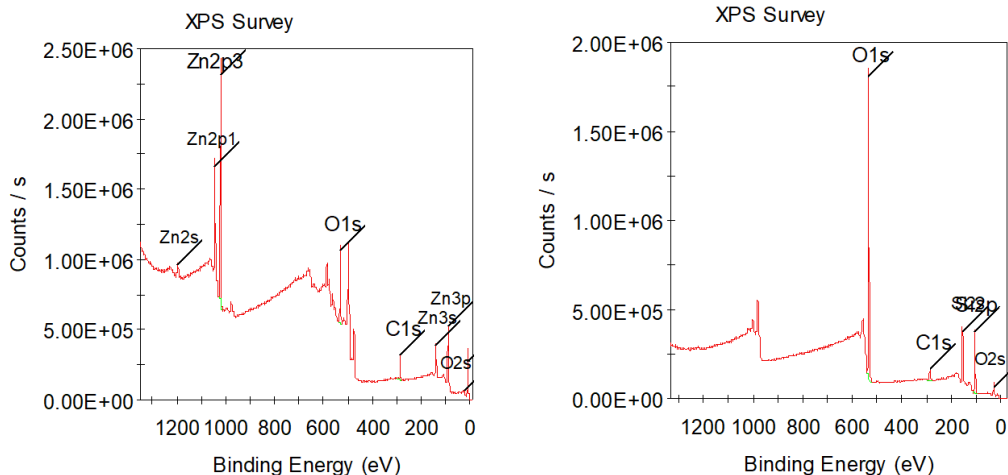 XPS Survey
2.50E+06
2.00E+06
1.50E+06
1.00E+06
5.00E+05
0.00E+00
Counts / s
Zn2p3
Zn2p1
Zn2s
O1s
C1s
Zn3p
Zn3s
O2s
1200 1000 800 600 400 200 0
Binding Energy (eV)
XPS Survey
2.00E+06
1.50E+06
1.00E+06
5.00E+05
0.00E+00
Counts / s
O1s
C1s
O2s
1200 1000 800 600 400 200 0
Binding Energy (eV)